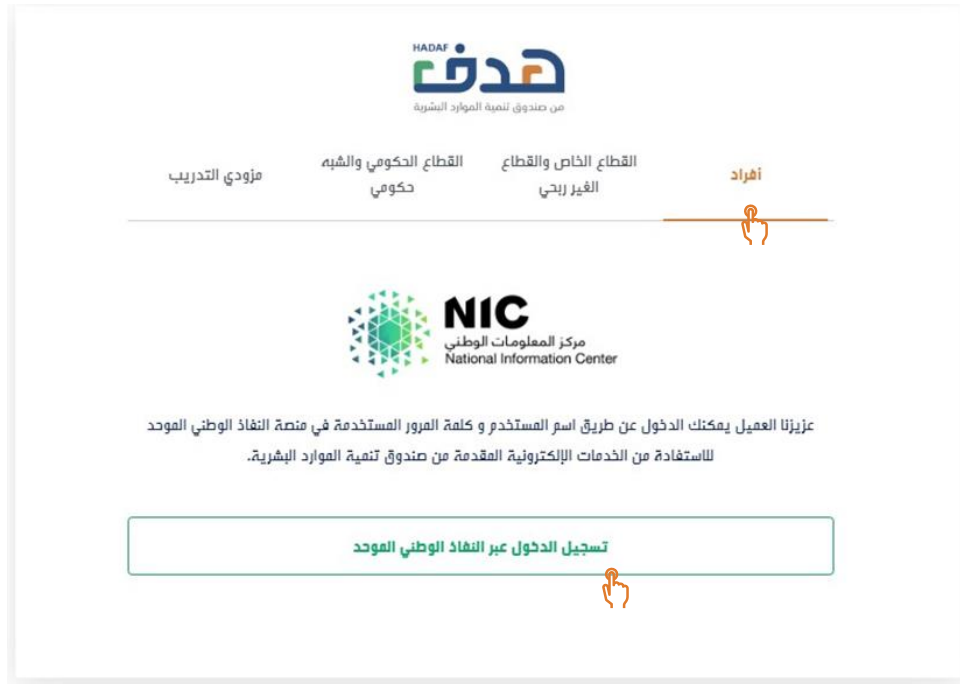 HADAF
هدف
من صندوق تنمية الموارد البشرية
أفراد
القطاع الخاص والقطاع
الغير ربحي
القطاع الحكومي والشبه
حكومي
مزودي التدريب
NIC
مركز المعلومات الوطني
National Information Center
عزيزنا العميل يمكنك الدخول عن طريق اسم المستخدم و كلمة المرور المستخدمة في منصة النفاذ الوطني الموحد
للاستفادة من الخدمات الإلكترونية المقدمة من صندوق تنمية الموارد البشرية.
تسجيل الدخول عبر النفاذ الوطني الموحد